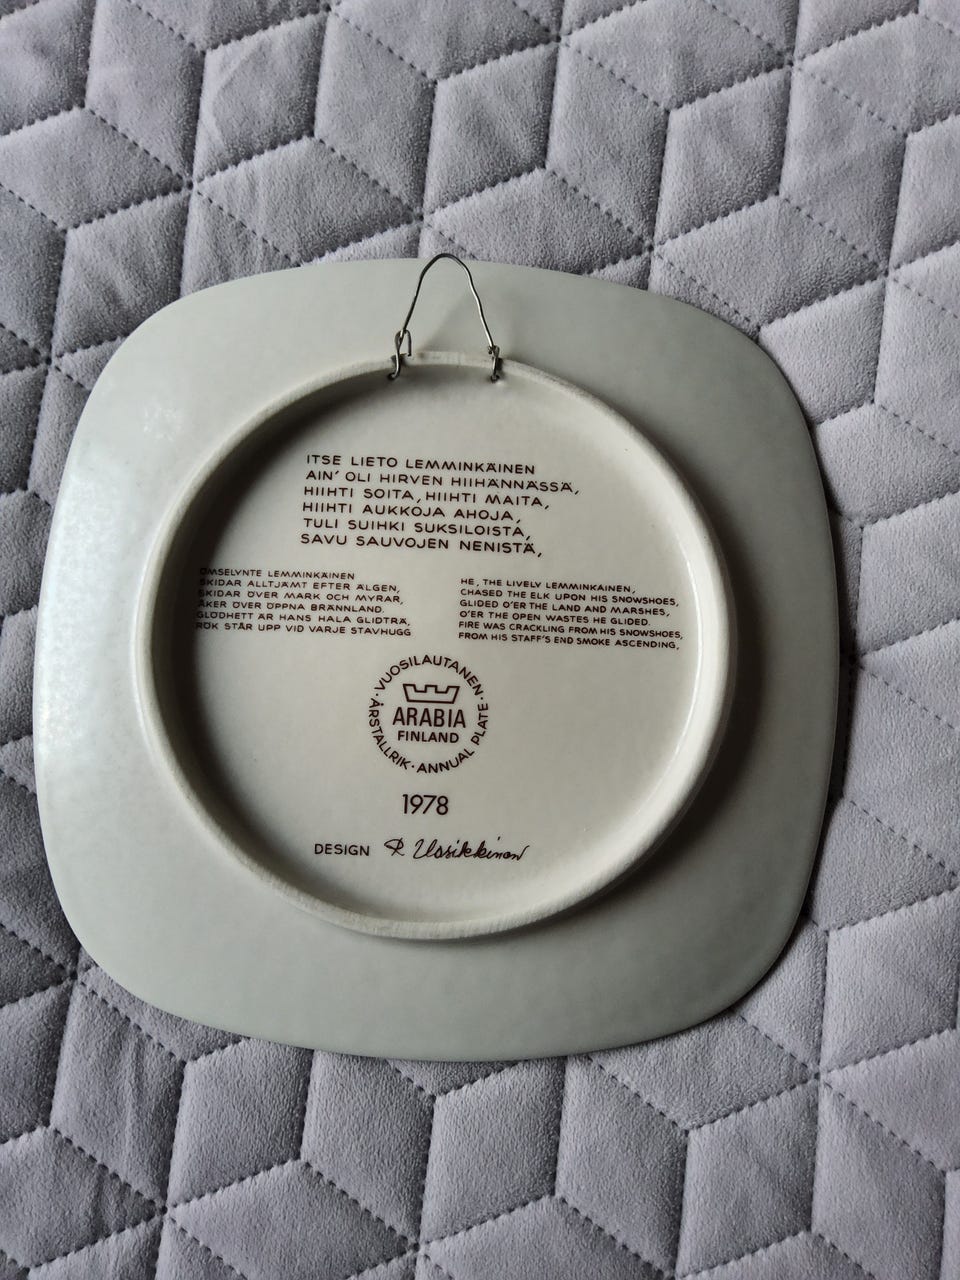 ITSE LIETO LEMMINKÄINEN
AIN' OLI HIRVEN HIIHÄNNÄSSÄ,
HIIHTI SOITA, HIIHTI MAITA,
HIIHTI AUKKOJA AHOJA,
TULI SUIHKI SUKSILOISTA,
SAVU SAUVOJEN NENISTÄ,
OMSELYNTE LEMMINKÄINEN
SKIDAR ALLTJÄMT EFTER ÄLGEN,
SKIDAR ÖVER MARK OCH MYRAR,
ÅKER ÖVER ÖPPNA BRÄNNLAND.
GLÖDHETT ÄR HANS HALA GLIDTRÄ,
RÖK STÅR UPP VID VARJE STAVHUGG
HE, THE LIVELY LEMMINKAINEN,
CHASED THE ELK UPON HIS SNOWSHOES,
GLIDED O'ER THE LAND AND MARSHES,
O'ER THE OPEN WASTES HE GLIDED.
FIRE WAS CRACKLING FROM HIS SNOWSHOES,
FROM HIS STAFF'S END SMOKE ASCENDING,
· VUOSILAUTANEN · ANNUAL PLATE · ÅRSTALLRIK
ARABIA
FINLAND
1978
DESIGN R Uosikkinen